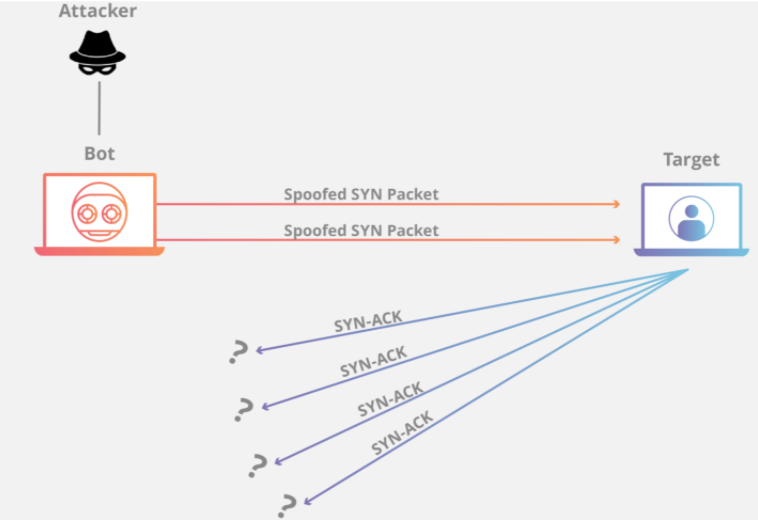 Attacker
Bot
Target
Spoofed SYN Packet
Spoofed SYN Packet
SYN-ACK
?
SYN-ACK
?
SYN-ACK
?
SYN-ACK
?